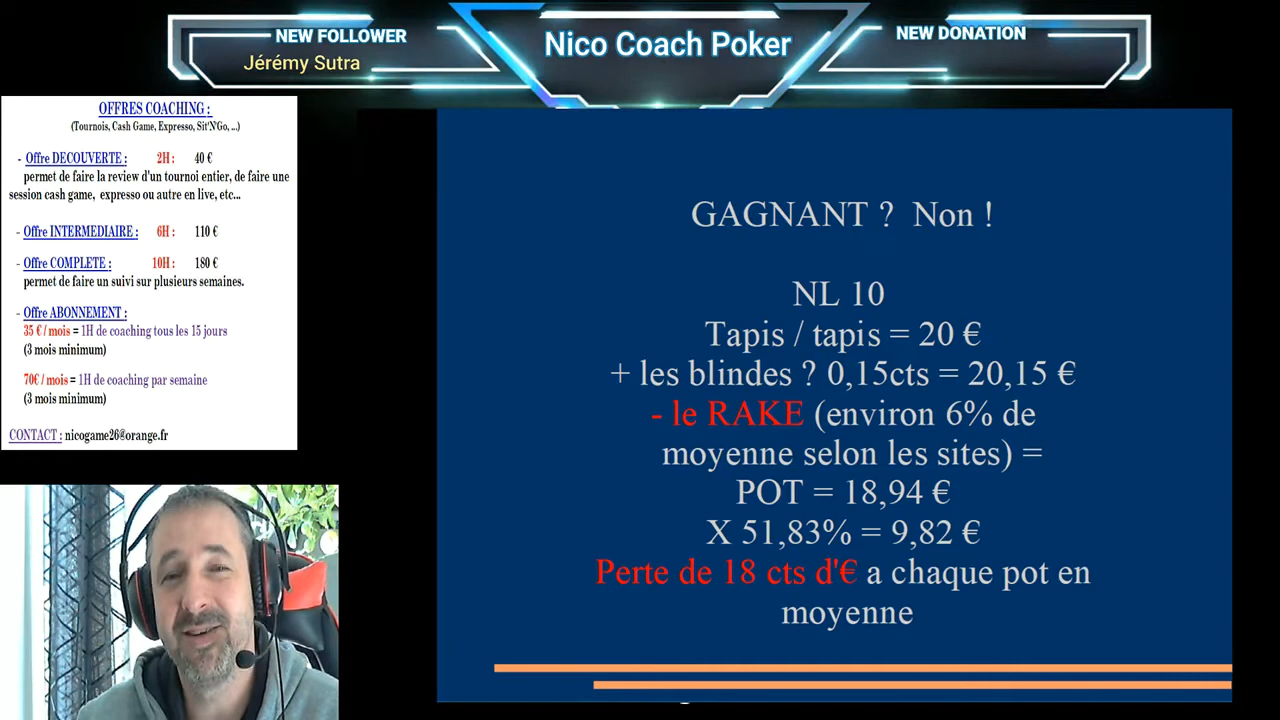 NEW FOLLOWER
Jérémy Sutra
Nico Coach Poker
NEW DONATION
OFFRES COACHING :
(Tournois, Cash Game, Expresso, Sit'N'Go, ...)
- Offre DECOUVERTE : 2H : 40 €
permet de faire la review d'un tournoi entier, de faire une
session cash game, expresso ou autre en live, etc...
- Offre INTERMEDIAIRE : 6H : 110 €
- Offre COMPLETE : 10H : 180 €
permet de faire un suivi sur plusieurs semaines.
- Offre ABONNEMENT :
35 € / mois = 1H de coaching tous les 15 jours
(3 mois minimum)
70€ / mois = 1H de coaching par semaine
(3 mois minimum)
CONTACT : nicogame26@orange.fr
GAGNANT ? Non !
NL 10
Tapis / tapis = 20 €
+ les blindes ? 0,15cts = 20,15 €
- le RAKE (environ 6% de
moyenne selon les sites) =
POT = 18,94 €
X 51,83% = 9,82 €
Perte de 18 cts d'€ a chaque pot en
moyenne